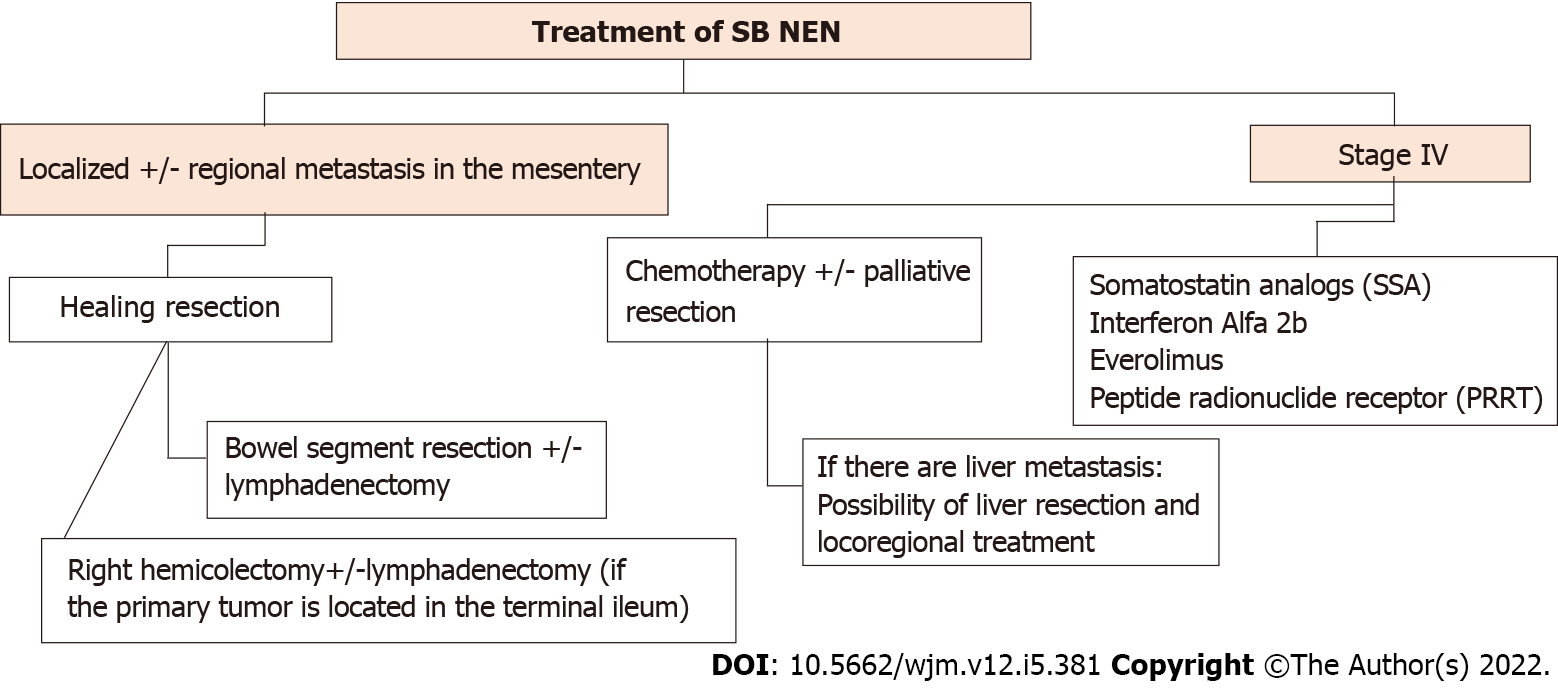 Treatment of SB NEN
Localized +/- regional metastasis in the mesentery
Stage IV
Healing resection
Chemotherapy +/- palliative
resection
Somatostatin analogs (SSA)
Interferon Alfa 2b
Everolimus
Peptide radionuclide receptor (PRRT)
Bowel segment resection +/-
lymphadenectomy
If there are liver metastasis:
Possibility of liver resection and
locoregional treatment
Right hemicolectomy+/-lymphadenectomy (if
the primary tumor is located in the terminal ileum)
DOI: 10.5662/wjm.v12.i5.381 Copyright ©The Author(s) 2022.